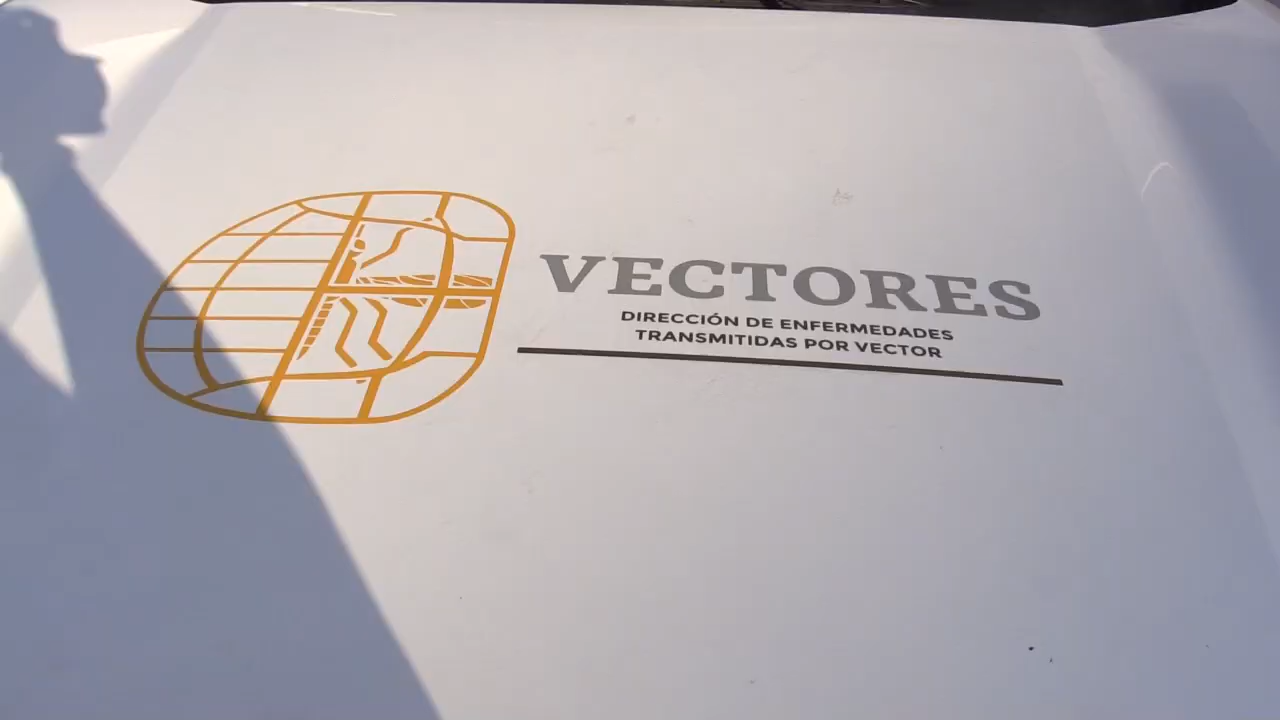 VECTORES
DIRECCIÓN DE ENFERMEDADES
TRANSMITIDAS POR VECTOR